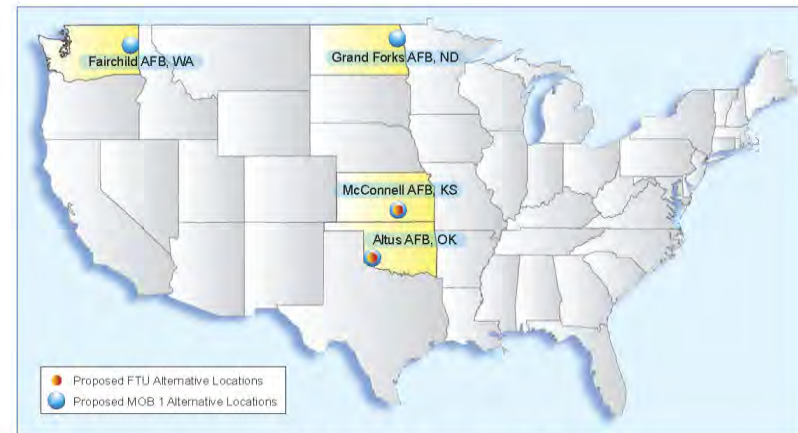 Fairchild AFB, WA
Grand Forks AFB, ND
McConnell AFB, KS
Altus AFB, OK
Proposed FTU Alternative Locations
Proposed MOB 1 Alternative Locations